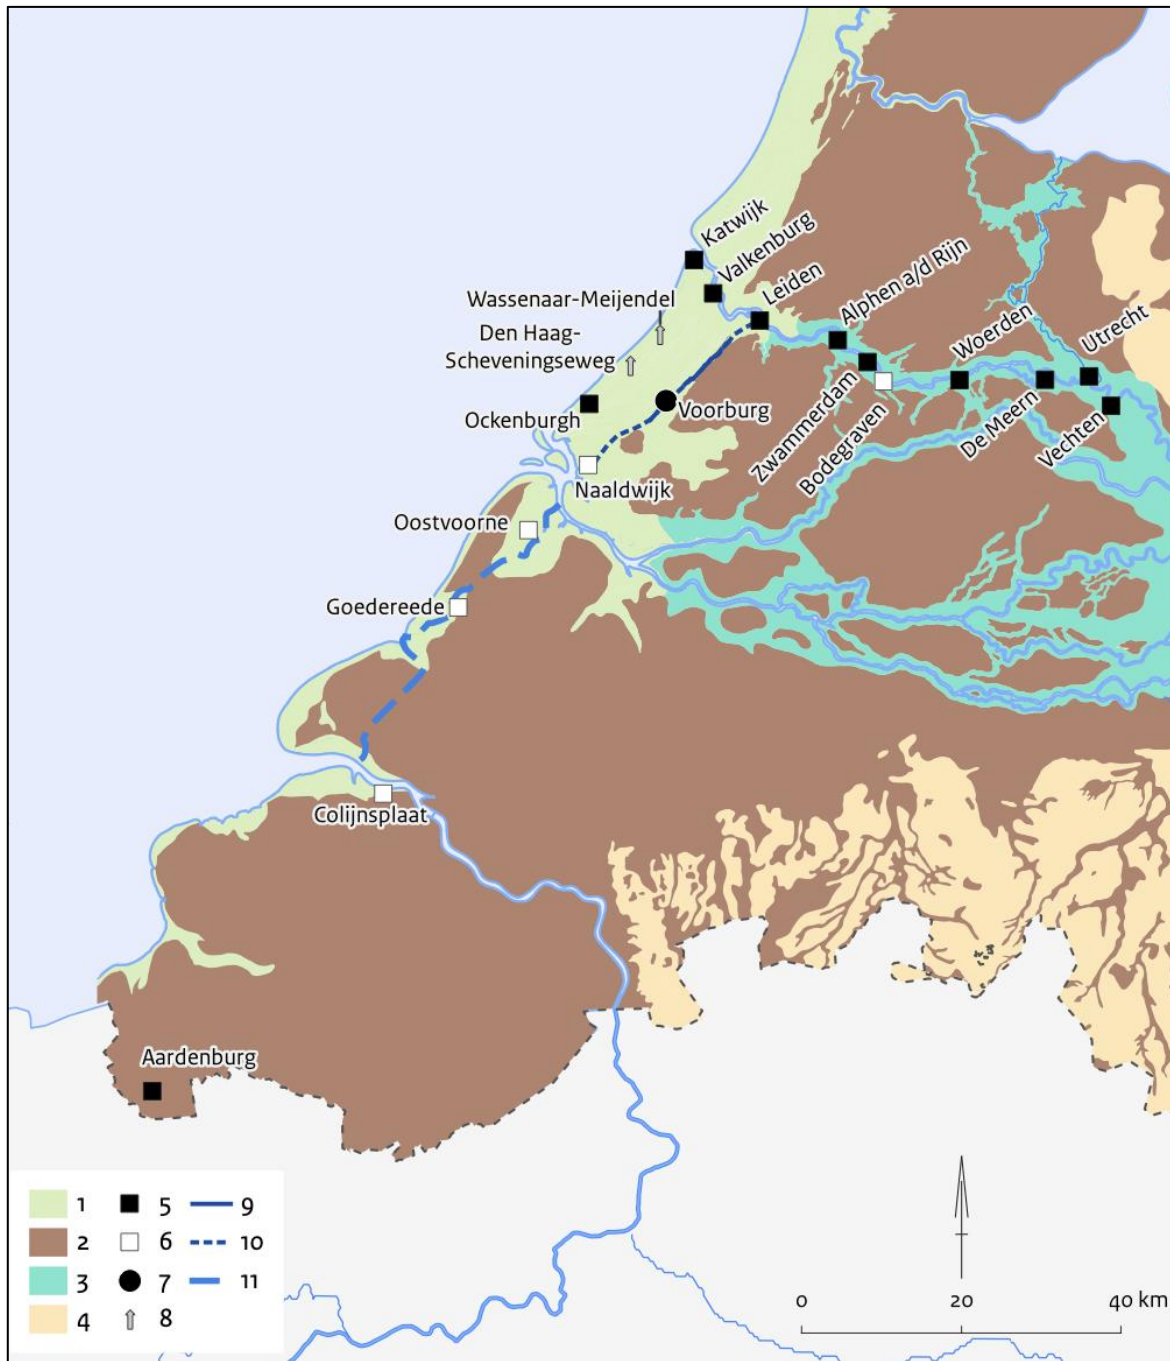 Katwijk
Valkenburg
Leiden
Wassenaar-Meijendel
Den Haag-
Scheveningseweg
Alphen a/d Rijn
Woerden
Utrecht
Ockenburgh
Voorburg
Zwammerdam
Bodegraven
De Meern
Vechten
Naaldwijk
Oostvoorne
Goedereede
Colijnsplaat
Aardenburg
1 5 9
2 6 10
3 7 11
4 8
0 20 40 km